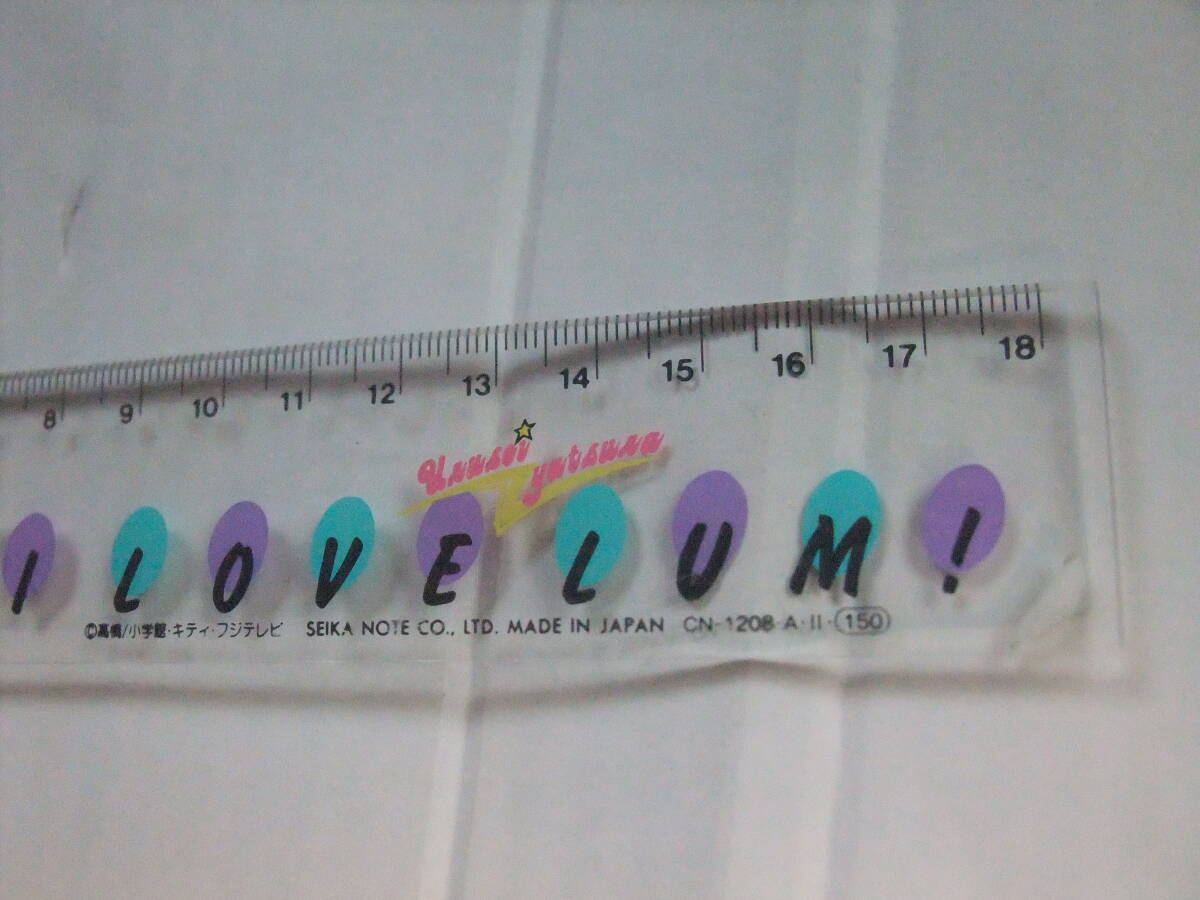 8 9 10 11 12 13 14 15 16 17 18
Urusei yatsura
I LOVE LUM!
©高橋/小学館・キティ・フジテレビ SEIKA NOTE CO., LTD. MADE IN JAPAN CN-1208-A-II-(150)